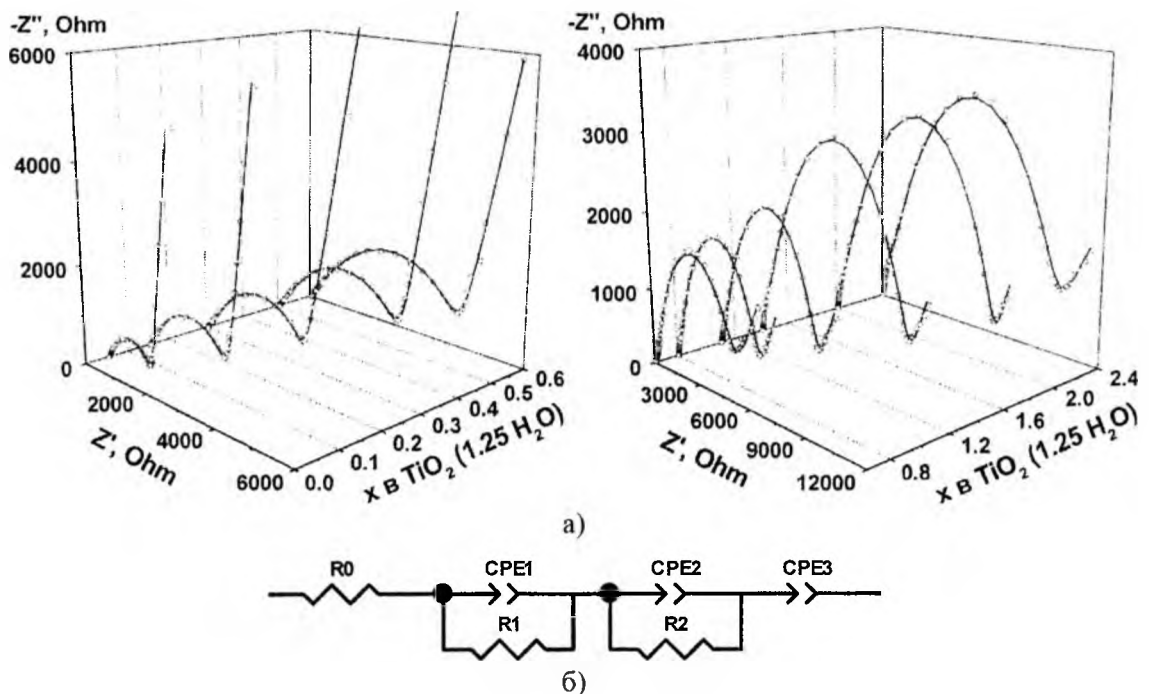 -Z'', Ohm
6000
4000
2000
0
2000
4000
6000
Z', Ohm
0.0
0.1
0.2
0.3
0.4
0.5
0.6
x в TiO2 (1.25 H2O)
-Z'', Ohm
4000
3000
2000
1000
0
3000
6000
9000
12000
Z', Ohm
0.8
1.2
1.6
2.0
2.4
x в TiO2 (1.25 H2O)
а)
R0
CPE1
CPE2
CPE3
R1
R2
б)